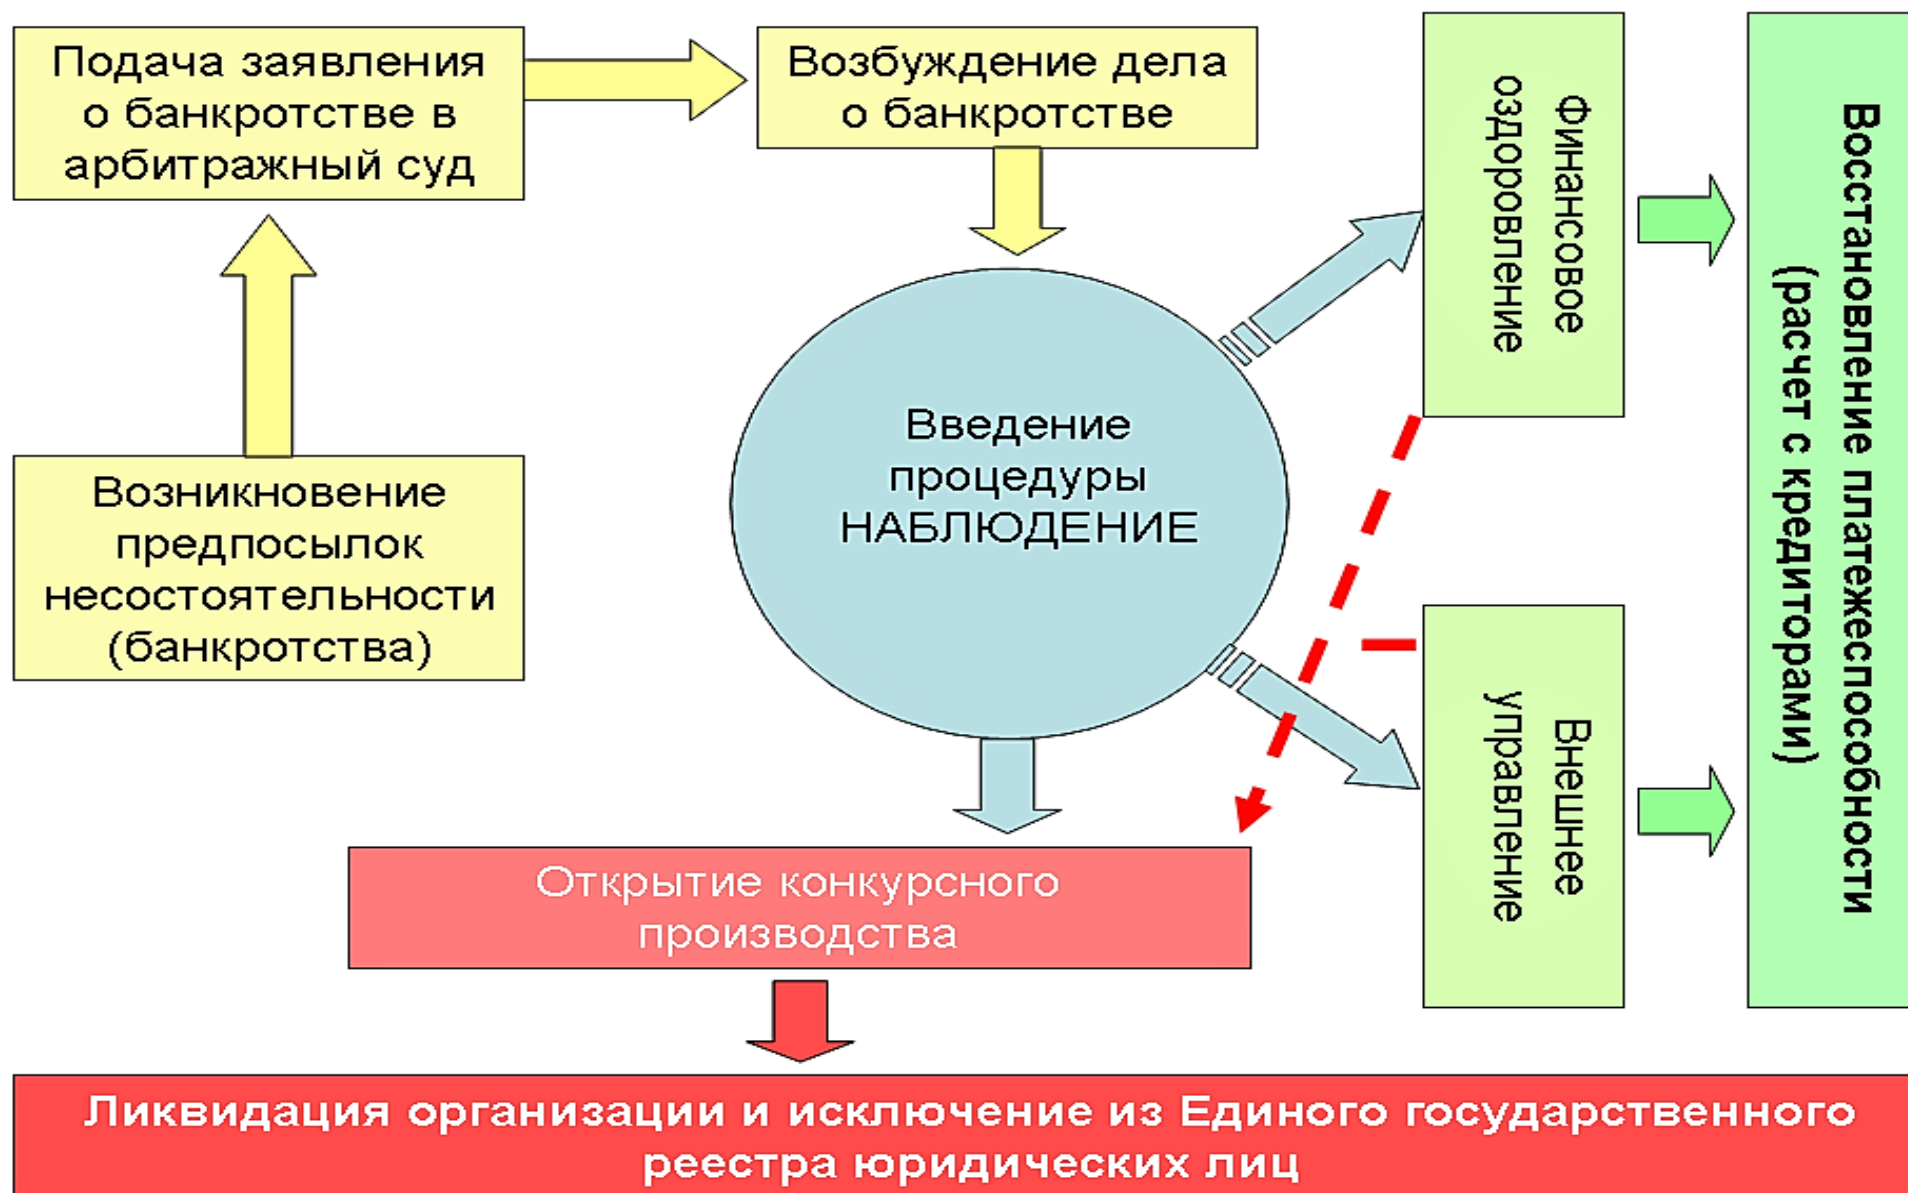 Подача заявления
о банкротстве в
арбитражный суд
Возбуждение дела
о банкротстве
Финансовое
оздоровление
Восстановление платежеспособности
(расчет с кредиторами)
Возникновение
предпосылок
несостоятельности
(банкротства)
Введение
процедуры
НАБЛЮДЕНИЕ
Внешнее
управление
Открытие конкурсного
производства
Ликвидация организации и исключение из Единого государственного
реестра юридических лиц